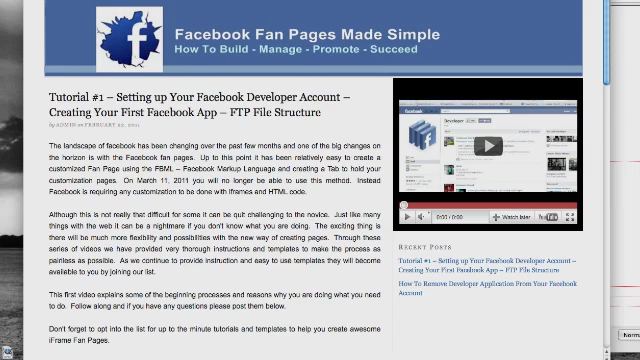 Facebook Fan Pages Made Simple
How To Build - Manage - Promote - Succeed
Tutorial #1 – Setting up Your Facebook Developer Account –
Creating Your First Facebook App – FTP File Structure
by ADMIN on FEBRUARY 22, 2011
The landscape of facebook has been changing over the past few months and one of the big changes on
the horizon is with the Facebook fan pages. Up to this point it has been relatively easy to create a
customized Fan Page using the FBML – Facebook Markup Language and creating a Tab to hold your
customization pages. On March 11, 2011 you will no longer be able to use this method. Instead
Facebook is requiring any customization to be done with iframes and HTML code.
Although this is not really that difficult for some it can be quit challenging to the novice. Just like many
things with the web it can be a nightmare if you don't know what you are doing. The exciting thing is
there will be much more flexibility and possibilities with the new way of creating pages. Through these
series of videos we have provided very thorough instructions and templates to make the process as
painless as possible. As we continue to provide instruction and easy to use templates they will become
available to you by joining our list.
This first video explains some of the beginning processes and reasons why you are doing what you need
to do. Follow along and if you have any questions please post them below.
Don't forget to opt into the list for up to the minute tutorials and templates to help you create awesome
iFrame Fan Pages.
Developer
0:00 / 0:00
Watch later
You Tube
RECENT POSTS
Tutorial #1 – Setting up Your Facebook Developer Account –
Creating Your First Facebook App – FTP File Structure
How To Remove Developer Application From Your Facebook
Account
Norma